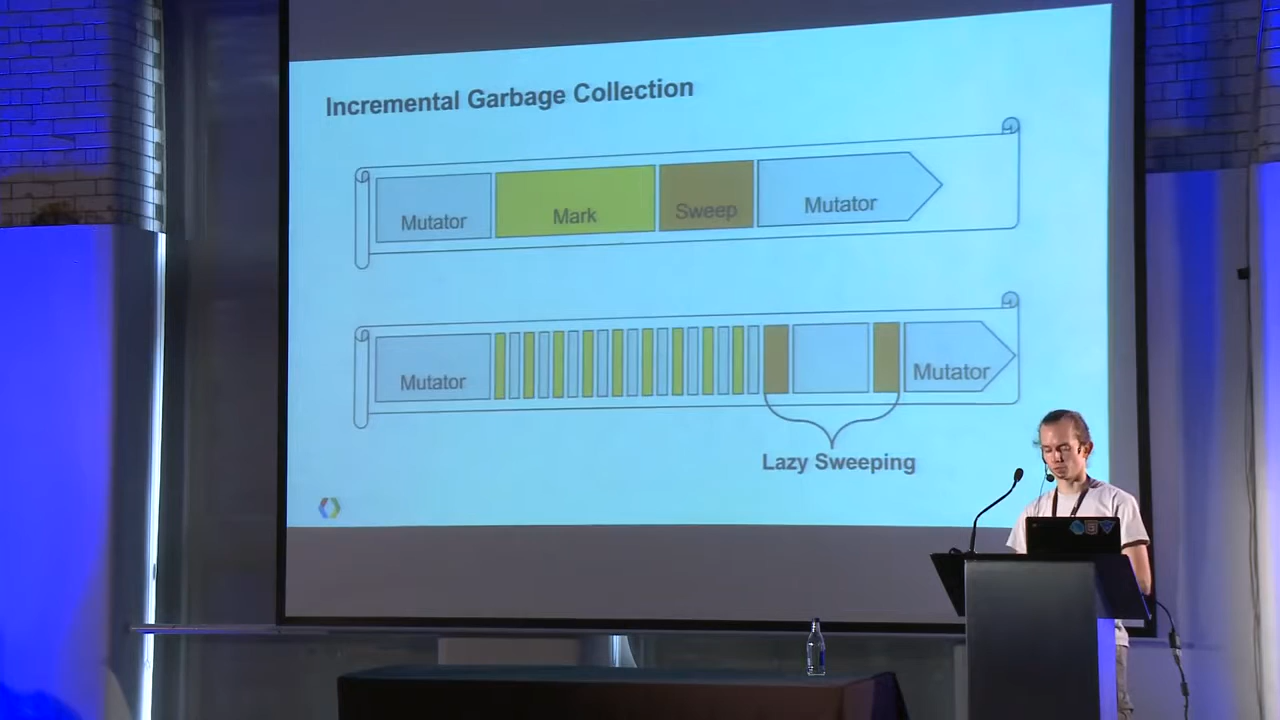 Incremental Garbage Collection
Mutator
Mark
Sweep
Mutator
Mutator
Mutator
Lazy Sweeping